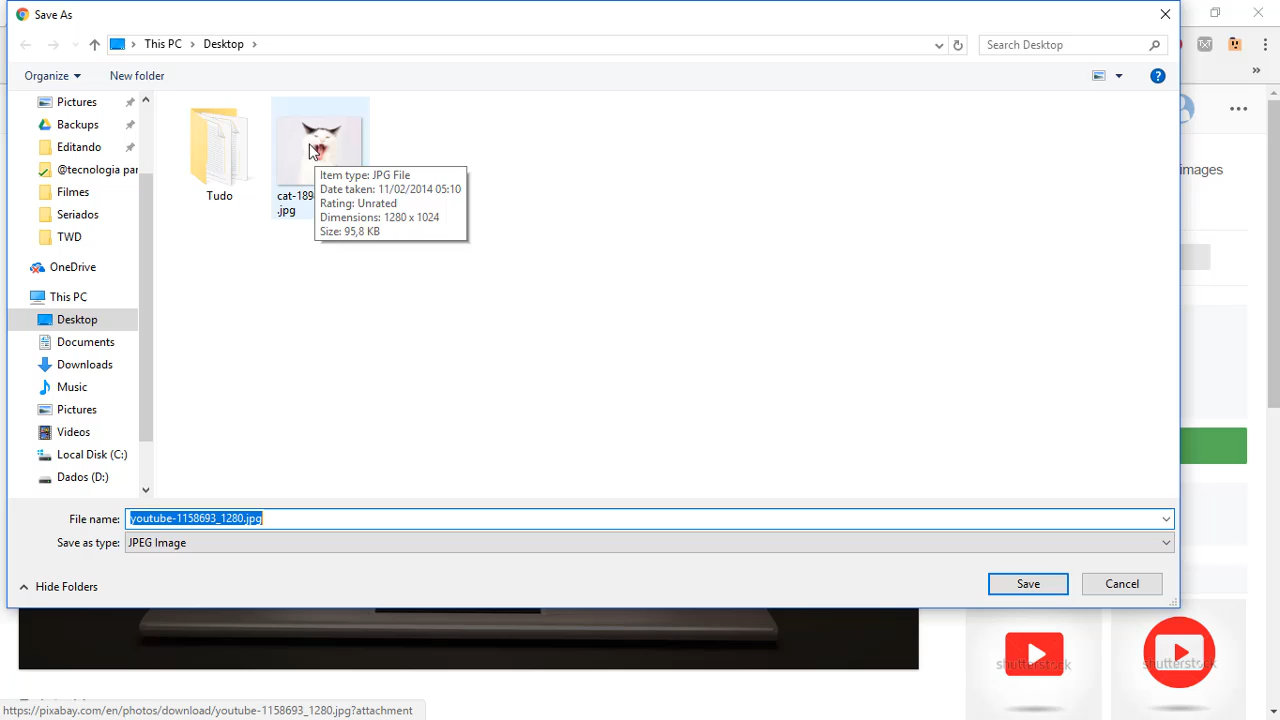 Save As
This PC
Desktop
Search Desktop
Organize
New folder
Pictures
Backups
Editando
@tecnologia par
Filmes
Seriados
TWD
OneDrive
This PC
Desktop
Documents
Downloads
Music
Pictures
Videos
Local Disk (C:)
Dados (D:)
Tudo
cat-189
.jpg
Item type: JPG File
Date taken: 11/02/2014 05:10
Rating: Unrated
Dimensions: 1280 x 1024
Size: 95,8 KB
images
File name:
youtube-1158693_1280.jpg
Save as type:
JPEG Image
Hide Folders
Save
Cancel
shutterstock
shutterstock
https://pixabay.com/en/photos/download/youtube-1158693_1280.jpg?attachment